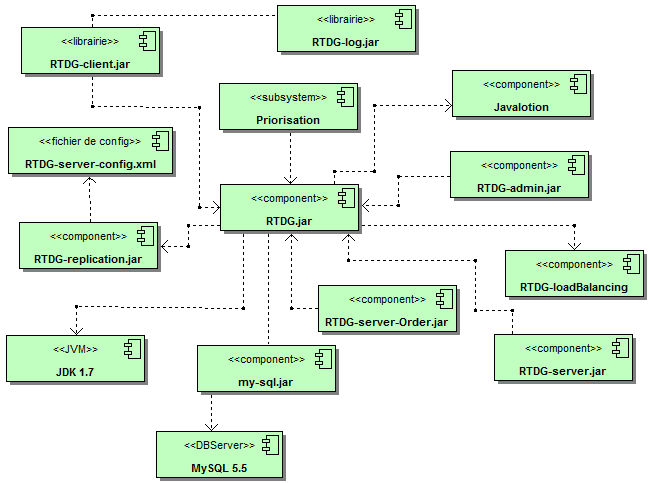 <<librairie>>
RTDG-log.jar
<<librairie>>
RTDG-client.jar
<<subsystem>>
Priorisation
<<component>>
Javalotion
<<fichier de config>>
RTDG-server-config.xml
<<component>>
RTDG-admin.jar
<<component>>
RTDG.jar
<<component>>
RTDG-replication.jar
<<component>>
RTDG-loadBalancing
<<component>>
RTDG-server-Order.jar
<<JVM>>
JDK 1.7
<<component>>
my-sql.jar
<<component>>
RTDG-server.jar
<<DBServer>>
MySQL 5.5